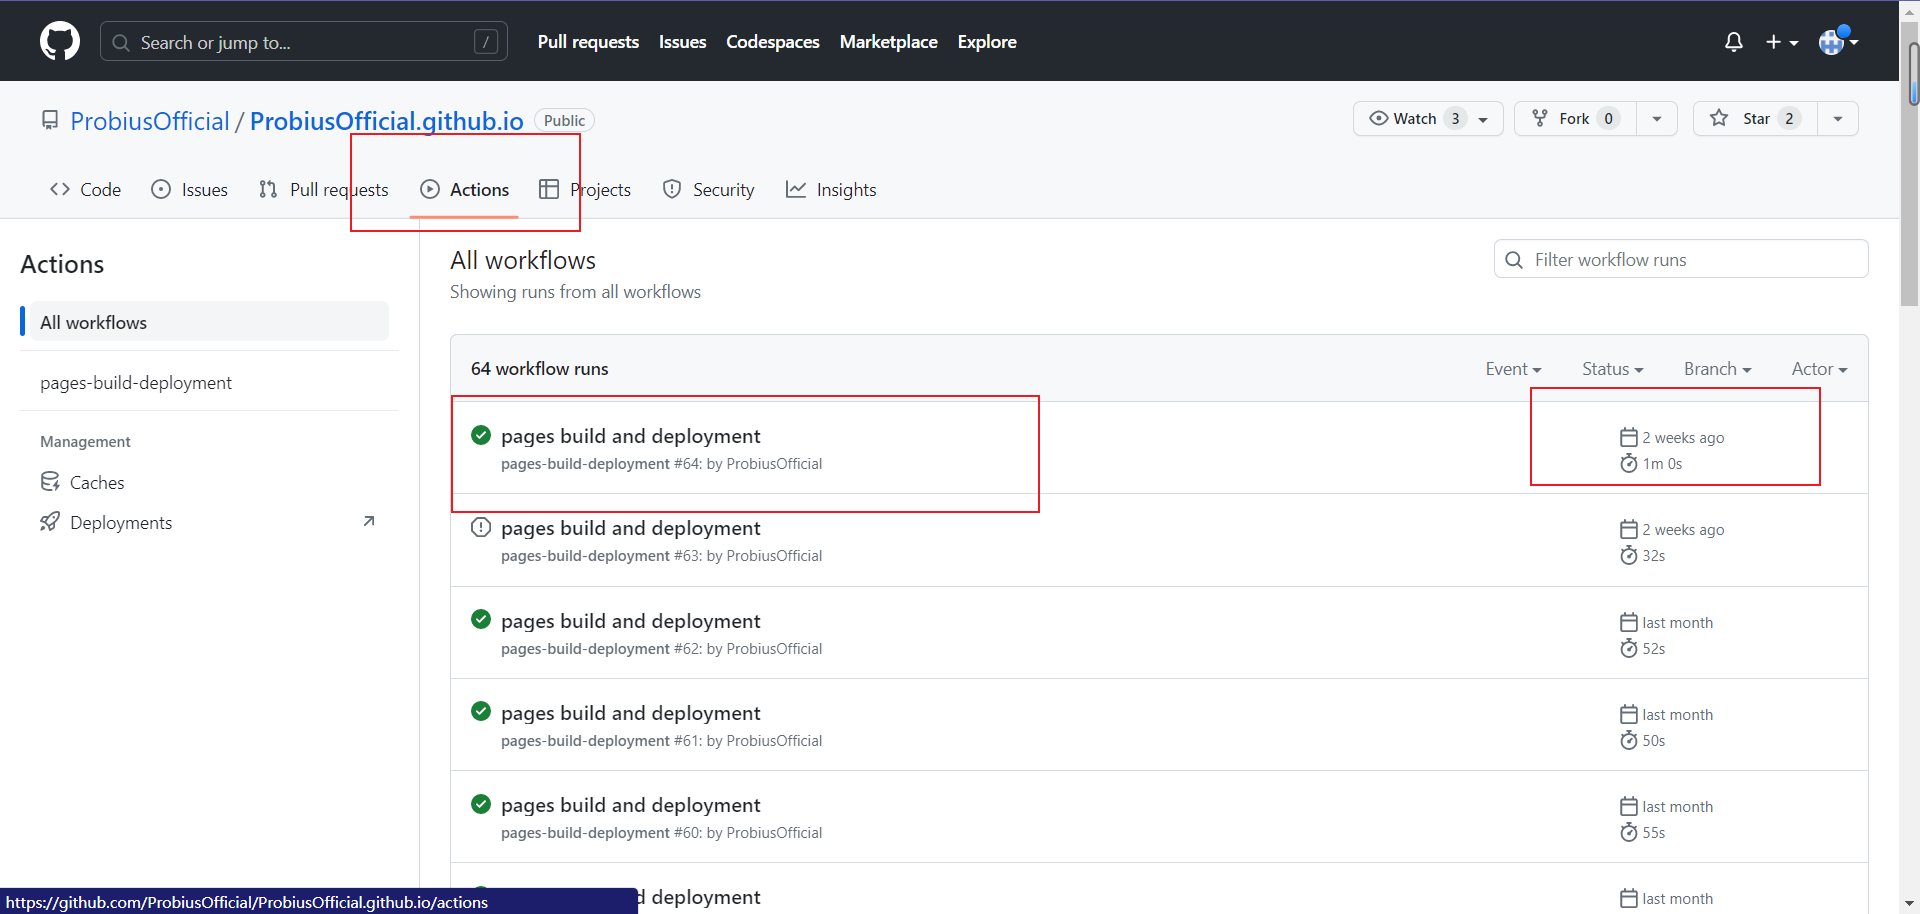 Search or jump to... / Pull requests Issues Codespaces Marketplace Explore
ProbiusOfficial / ProbiusOfficial.github.io Public Watch 3 Fork 0 Star 2
Code Issues Pull requests Actions Projects Security Insights
Actions
All workflows
pages-build-deployment
Management
Caches
Deployments
All workflows
Showing runs from all workflows
Filter workflow runs
64 workflow runs Event Status Branch Actor
pages build and deployment 2 weeks ago
pages-build-deployment #64: by ProbiusOfficial 1m 0s
pages build and deployment 2 weeks ago
pages-build-deployment #63: by ProbiusOfficial 32s
pages build and deployment last month
pages-build-deployment #62: by ProbiusOfficial 52s
pages build and deployment last month
pages-build-deployment #61: by ProbiusOfficial 50s
pages build and deployment last month
pages-build-deployment #60: by ProbiusOfficial 55s
deployment last month
https://github.com/ProbiusOfficial/ProbiusOfficial.github.io/actions